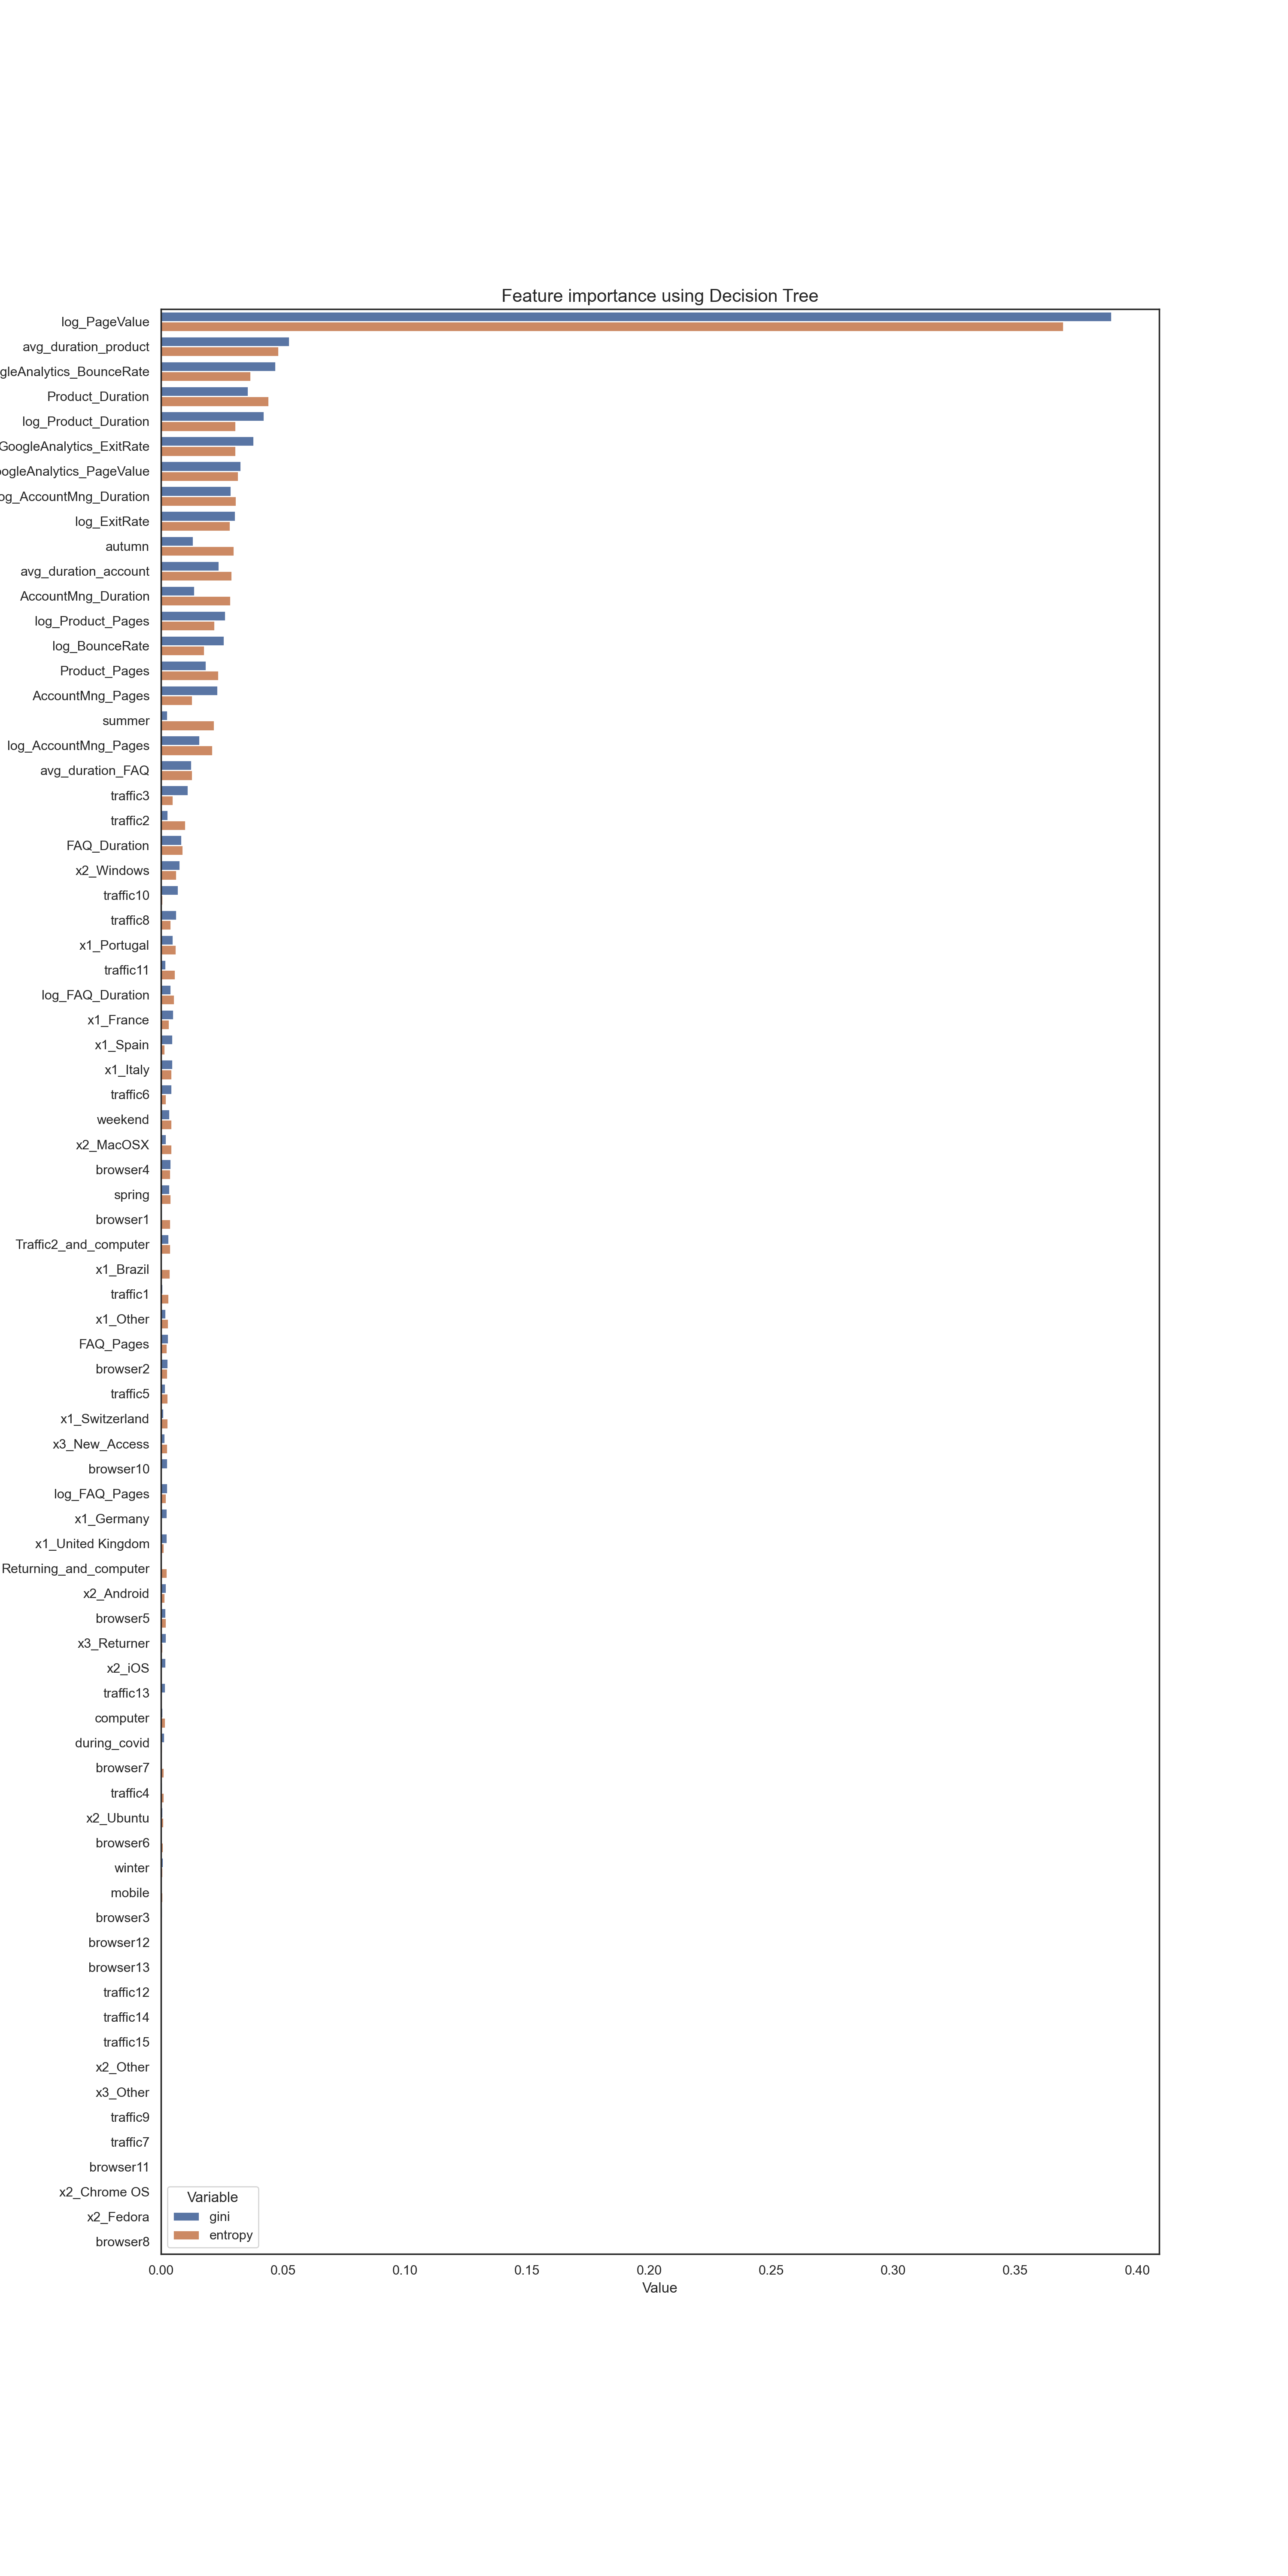 Feature importance using Decision Tree
log_PageValue
avg_duration_product
gleAnalytics_BounceRate
Product_Duration
log_Product_Duration
GoogleAnalytics_ExitRate
ogleAnalytics_PageValue
og_AccountMng_Duration
log_ExitRate
autumn
avg_duration_account
AccountMng_Duration
log_Product_Pages
log_BounceRate
Product_Pages
AccountMng_Pages
summer
log_AccountMng_Pages
avg_duration_FAQ
traffic3
traffic2
FAQ_Duration
x2_Windows
traffic10
traffic8
x1_Portugal
traffic11
log_FAQ_Duration
x1_France
x1_Spain
x1_Italy
traffic6
weekend
x2_MacOSX
browser4
spring
browser1
Traffic2_and_computer
x1_Brazil
traffic1
x1_Other
FAQ_Pages
browser2
traffic5
x1_Switzerland
x3_New_Access
browser10
log_FAQ_Pages
x1_Germany
x1_United Kingdom
Returning_and_computer
x2_Android
browser5
x3_Returner
x2_iOS
traffic13
computer
during_covid
browser7
traffic4
x2_Ubuntu
browser6
winter
mobile
browser3
browser12
browser13
traffic12
traffic14
traffic15
x2_Other
x3_Other
traffic9
traffic7
browser11
x2_Chrome OS
x2_Fedora
browser8
Variable
gini
entropy
0.00 0.05 0.10 0.15 0.20 0.25 0.30 0.35 0.40
Value